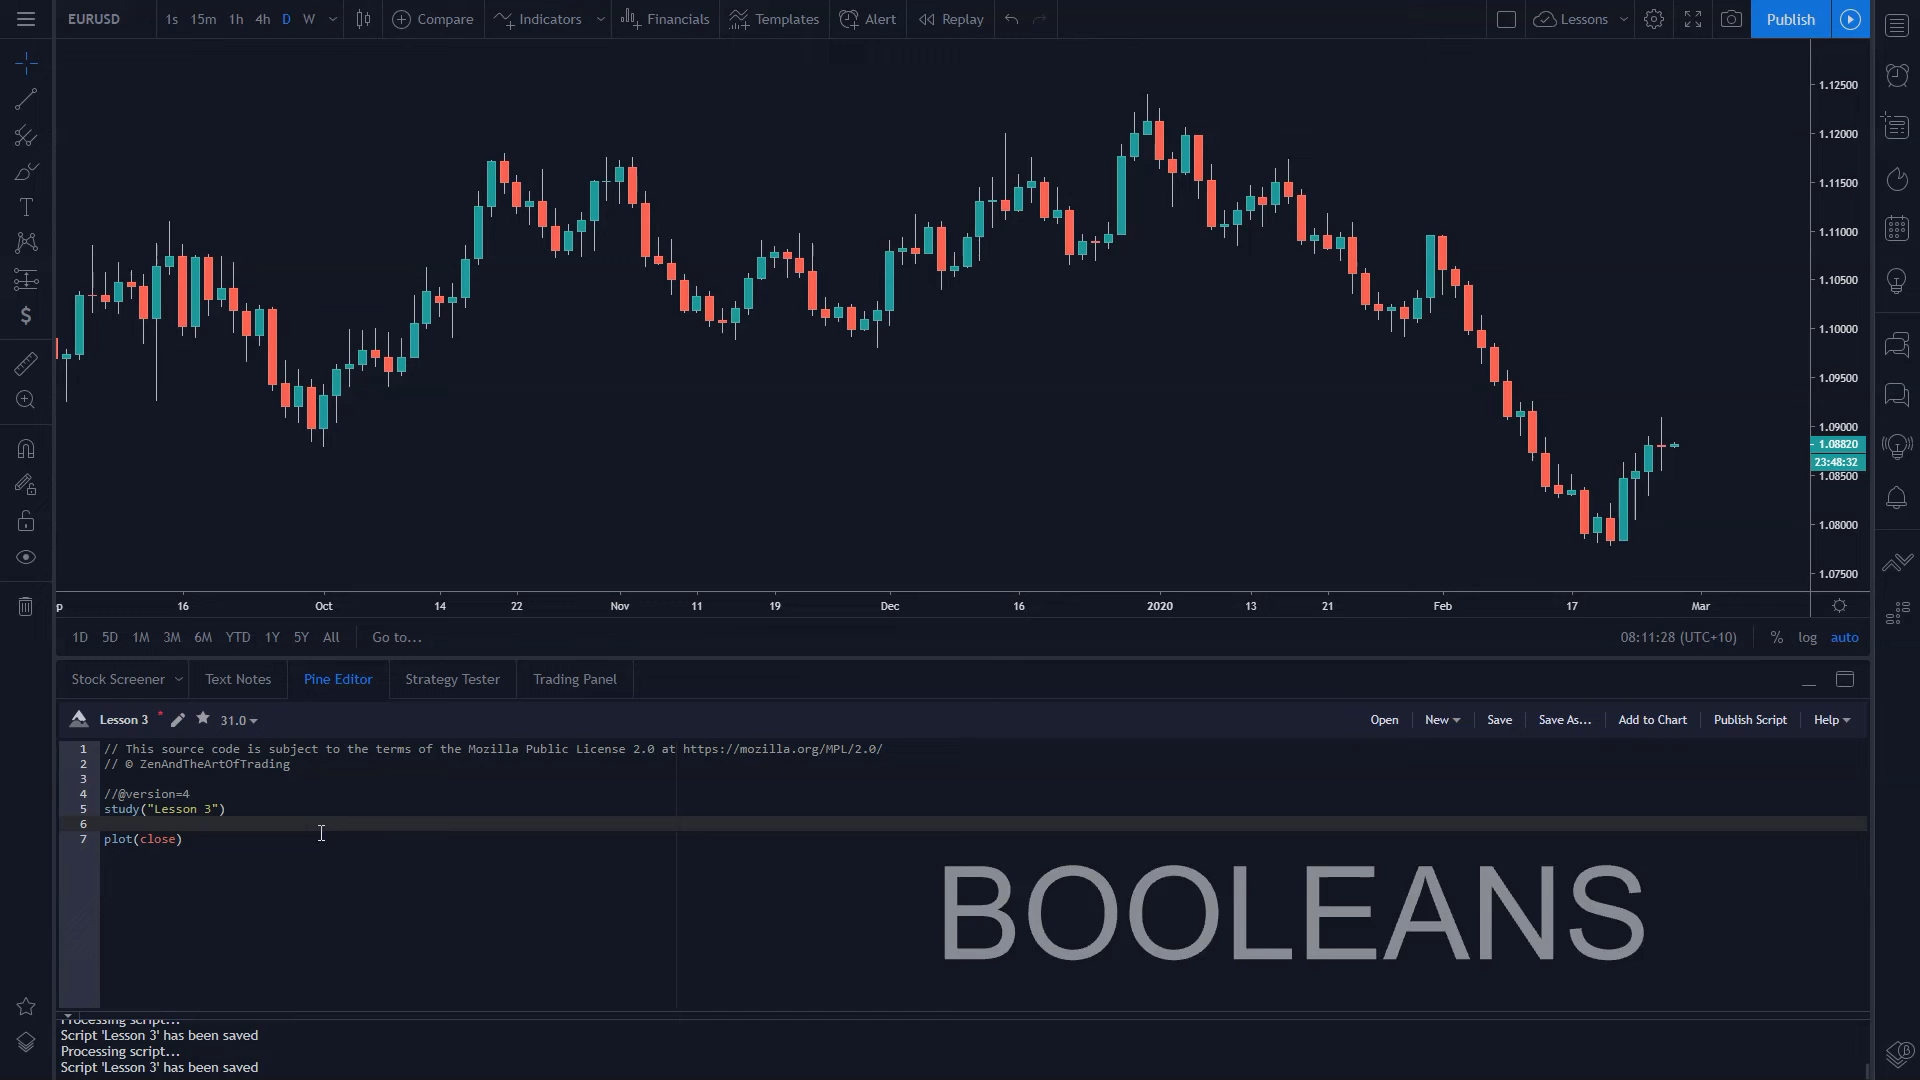 EURUSD 1s 15m 1h 4h D W Compare Indicators Financials Templates Alert Replay Lessons Publish
1.12500
1.12000
1.11500
1.11000
1.10500
1.10000
1.09500
1.09000
1.08820
23:48:32
1.08500
1.08000
1.07500
p 16 Oct 14 22 Nov 11 19 Dec 16 2020 13 21 Feb 17 Mar
1D 5D 1M 3M 6M YTD 1Y 5Y All Go to... 08:11:28 (UTC+10) % log auto
Stock Screener Text Notes Pine Editor Strategy Tester Trading Panel
Lesson 3 * 31.0 Open New Save Save As... Add to Chart Publish Script Help
1 // This source code is subject to the terms of the Mozilla Public License 2.0 at https://mozilla.org/MPL/2.0/
2 // © ZenAndTheArtOfTrading
3
4 //@version=4
5 study("Lesson 3")
6
7 plot(close)
BOOLEANS
Processing script...
Script 'Lesson 3' has been saved
Processing script...
Script 'Lesson 3' has been saved